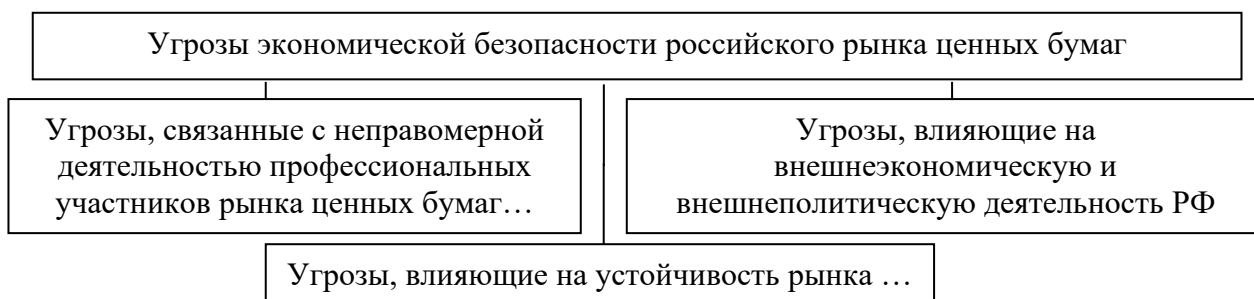 Угрозы экономической безопасности российского рынка ценных бумаг
Угрозы, связанные с неправомерной
деятельностью профессиональных
участников рынка ценных бумаг…
Угрозы, влияющие на
внешнеэкономическую и
внешнеполитическую деятельность РФ
Угрозы, влияющие на устойчивость рынка …